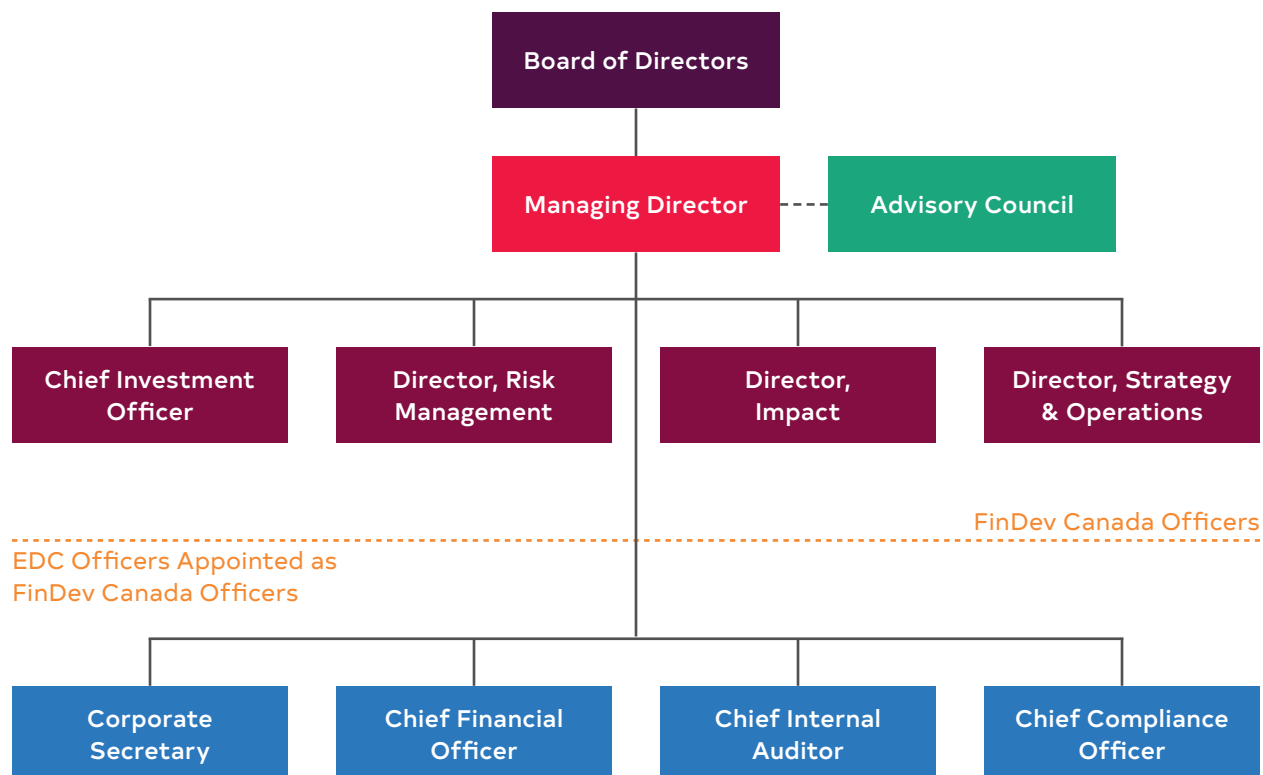 Board of Directors
Managing Director
Advisory Council
Chief Investment
Officer
Director, Risk
Management
Director,
Impact
Director, Strategy
& Operations
FinDev Canada Officers
EDC Officers Appointed as
FinDev Canada Officers
Corporate
Secretary
Chief Financial
Officer
Chief Internal
Auditor
Chief Compliance
Officer